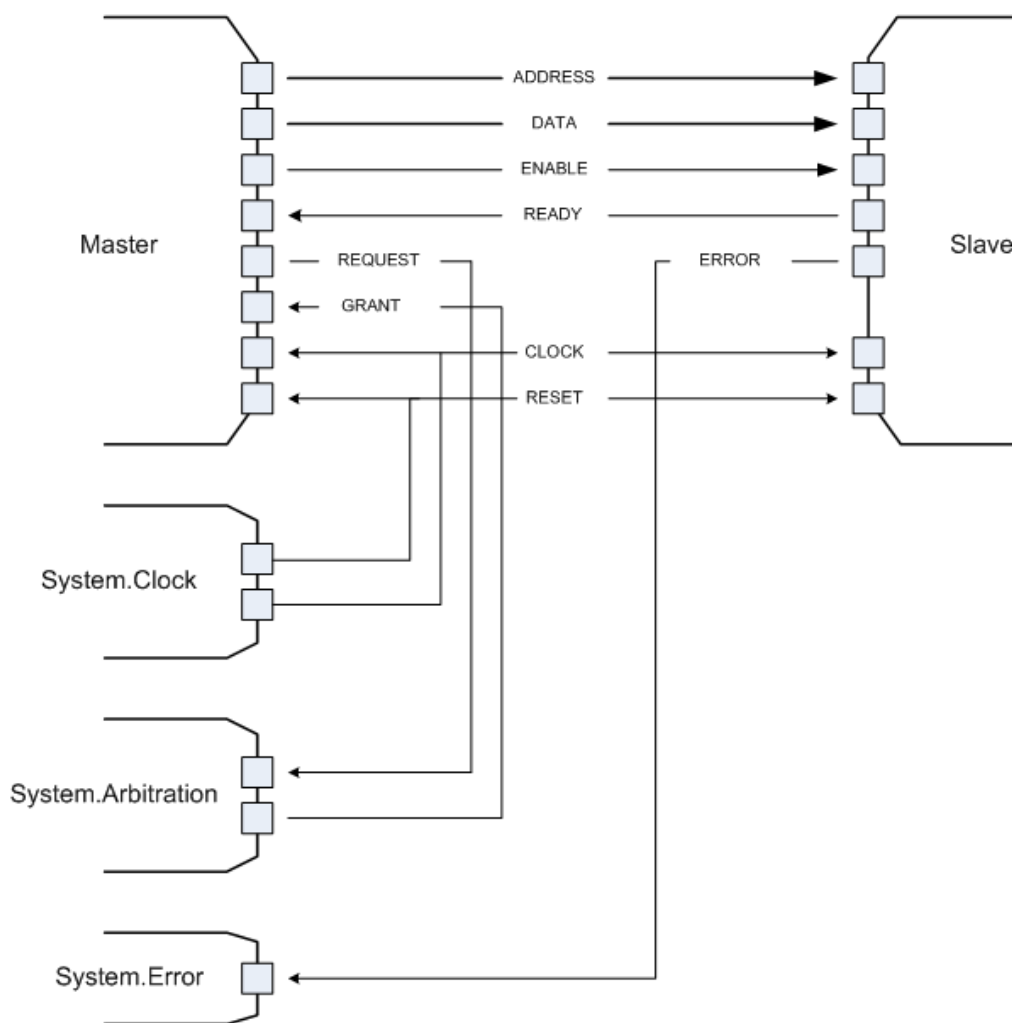 ADDRESS
DATA
ENABLE
READY
Master
Slave
REQUEST
ERROR
GRANT
CLOCK
RESET
System.Clock
System.Arbitration
System.Error